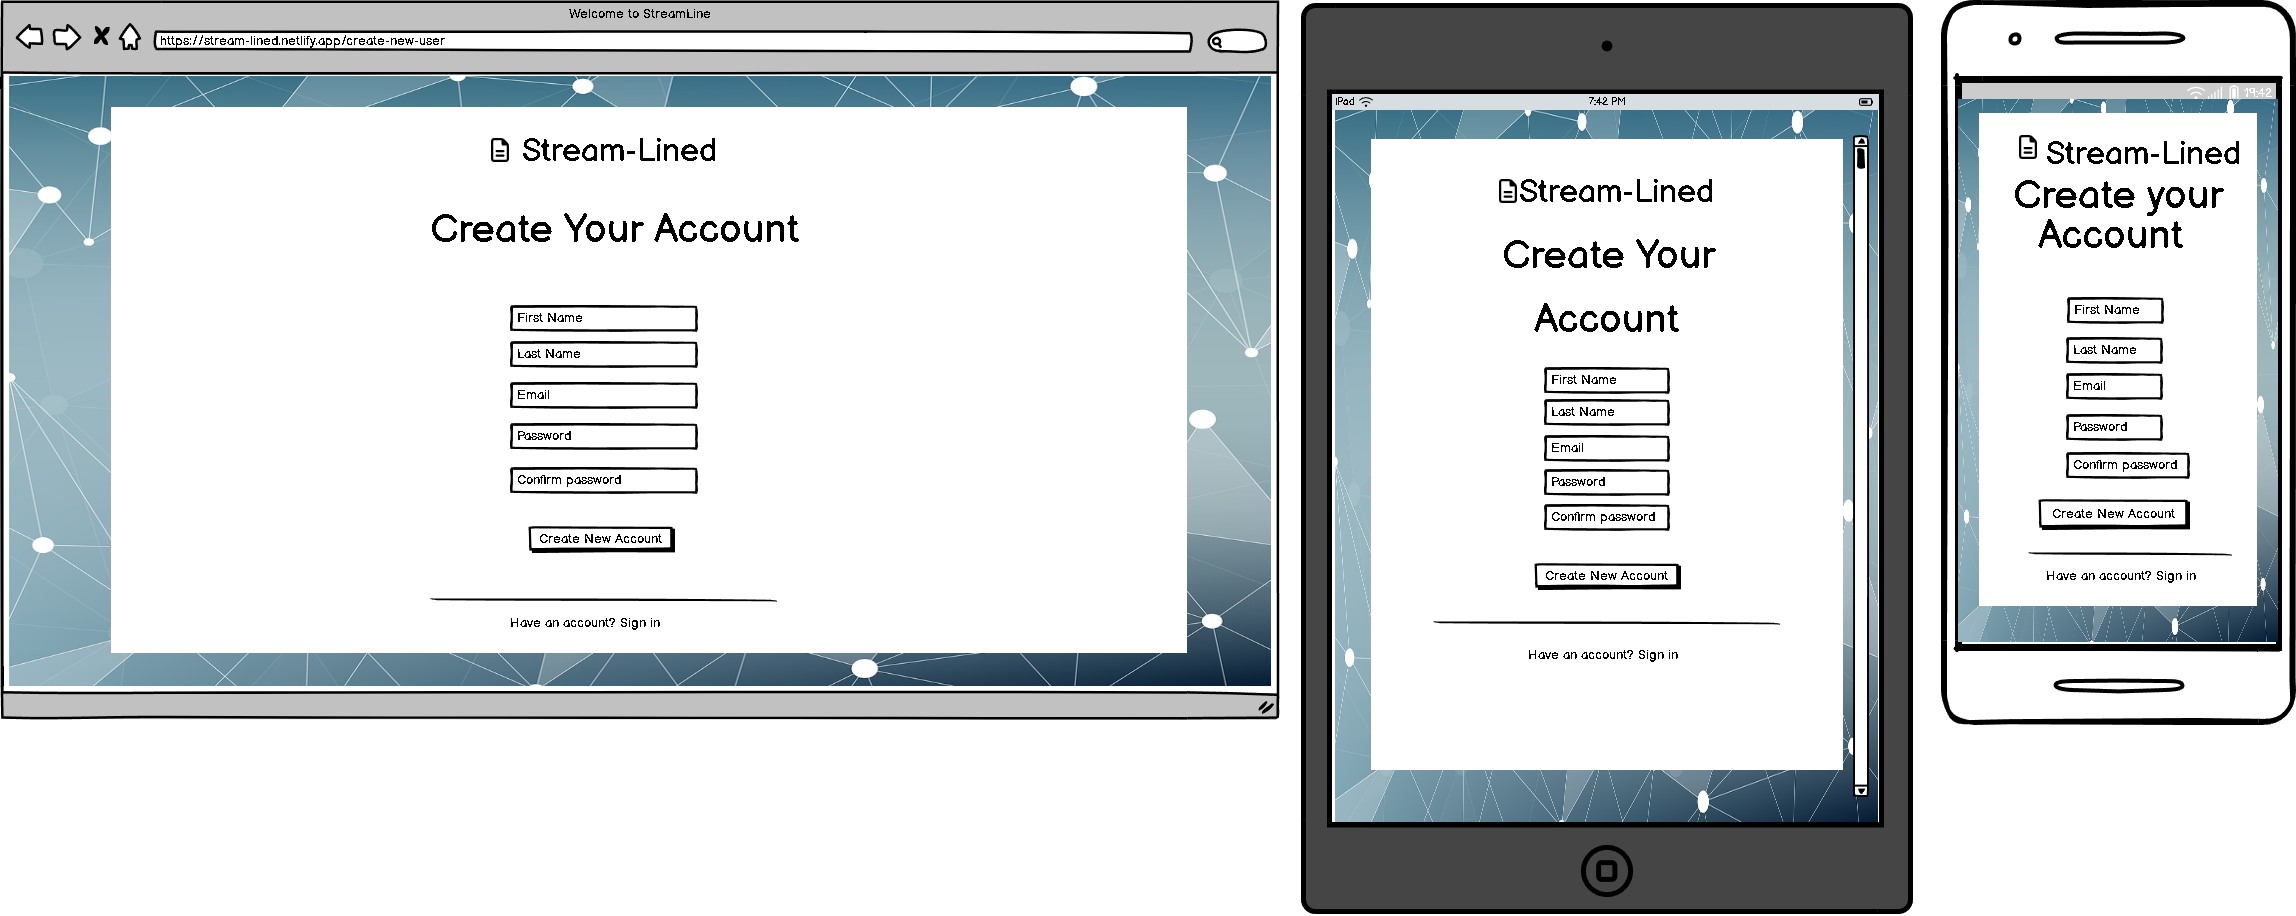 Welcome to StreamLine
https://stream-lined.netlify.app/create-new-user
Stream-Lined
Create Your Account
First Name
Last Name
Email
Password
Confirm password
Create New Account
Have an account? Sign in
iPad
7:42 PM
Stream-Lined
Create Your
Account
First Name
Last Name
Email
Password
Confirm password
Create New Account
Have an account? Sign in
19:42
Stream-Lined
Create your
Account
First Name
Last Name
Email
Password
Confirm password
Create New Account
Have an account? Sign in